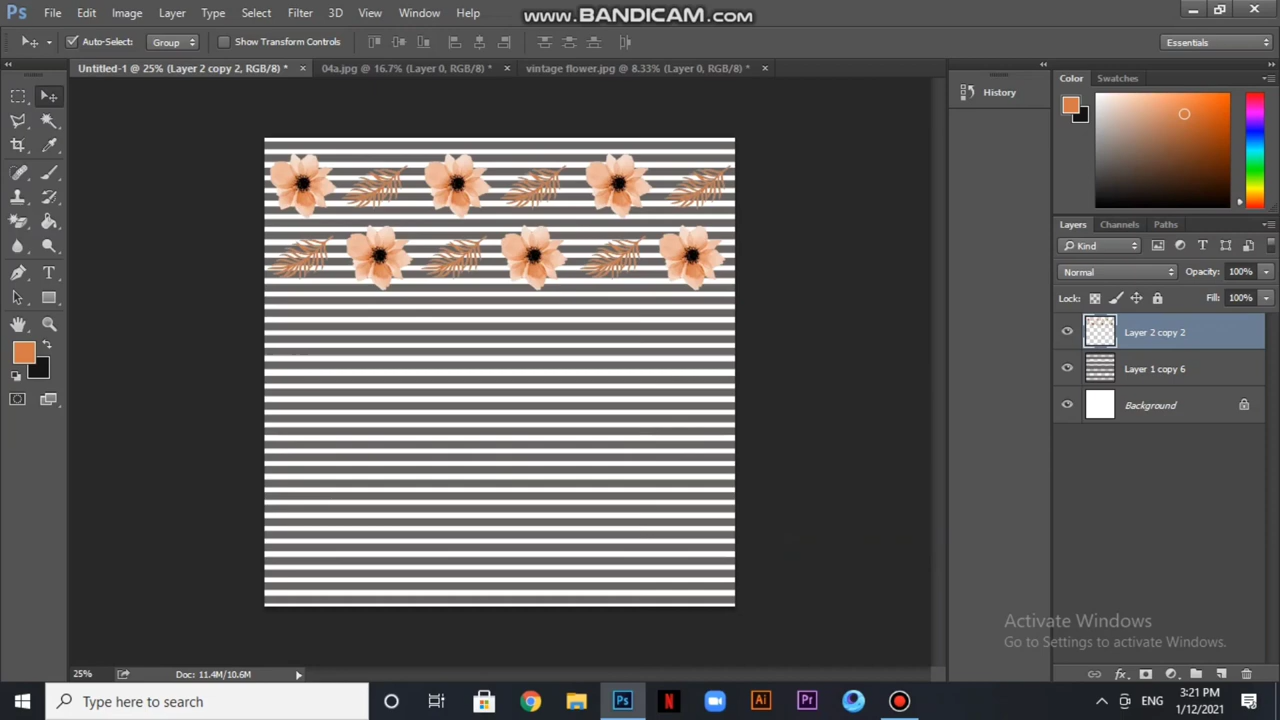 www.BANDICAM.com
Ps File Edit Image Layer Type Select Filter 3D View Window Help
Auto-Select: Group Show Transform Controls Essentials
Untitled-1 @ 25% (Layer 2 copy 2, RGB/8) * × 04a.jpg @ 16.7% (Layer 0, RGB/8) * × vintage flower.jpg @ 8.33% (Layer 0, RGB/8) * ×
History
Color Swatches
Layers Channels Paths
Kind
Normal Opacity: 100%
Lock: Fill: 100%
Layer 2 copy 2
Layer 1 copy 6
Background
Activate Windows
Go to Settings to activate Windows.
25% Doc: 11.4M/10.6M
Type here to search
Ps N Ai Pr
ENG
3:21 PM
1/12/2021